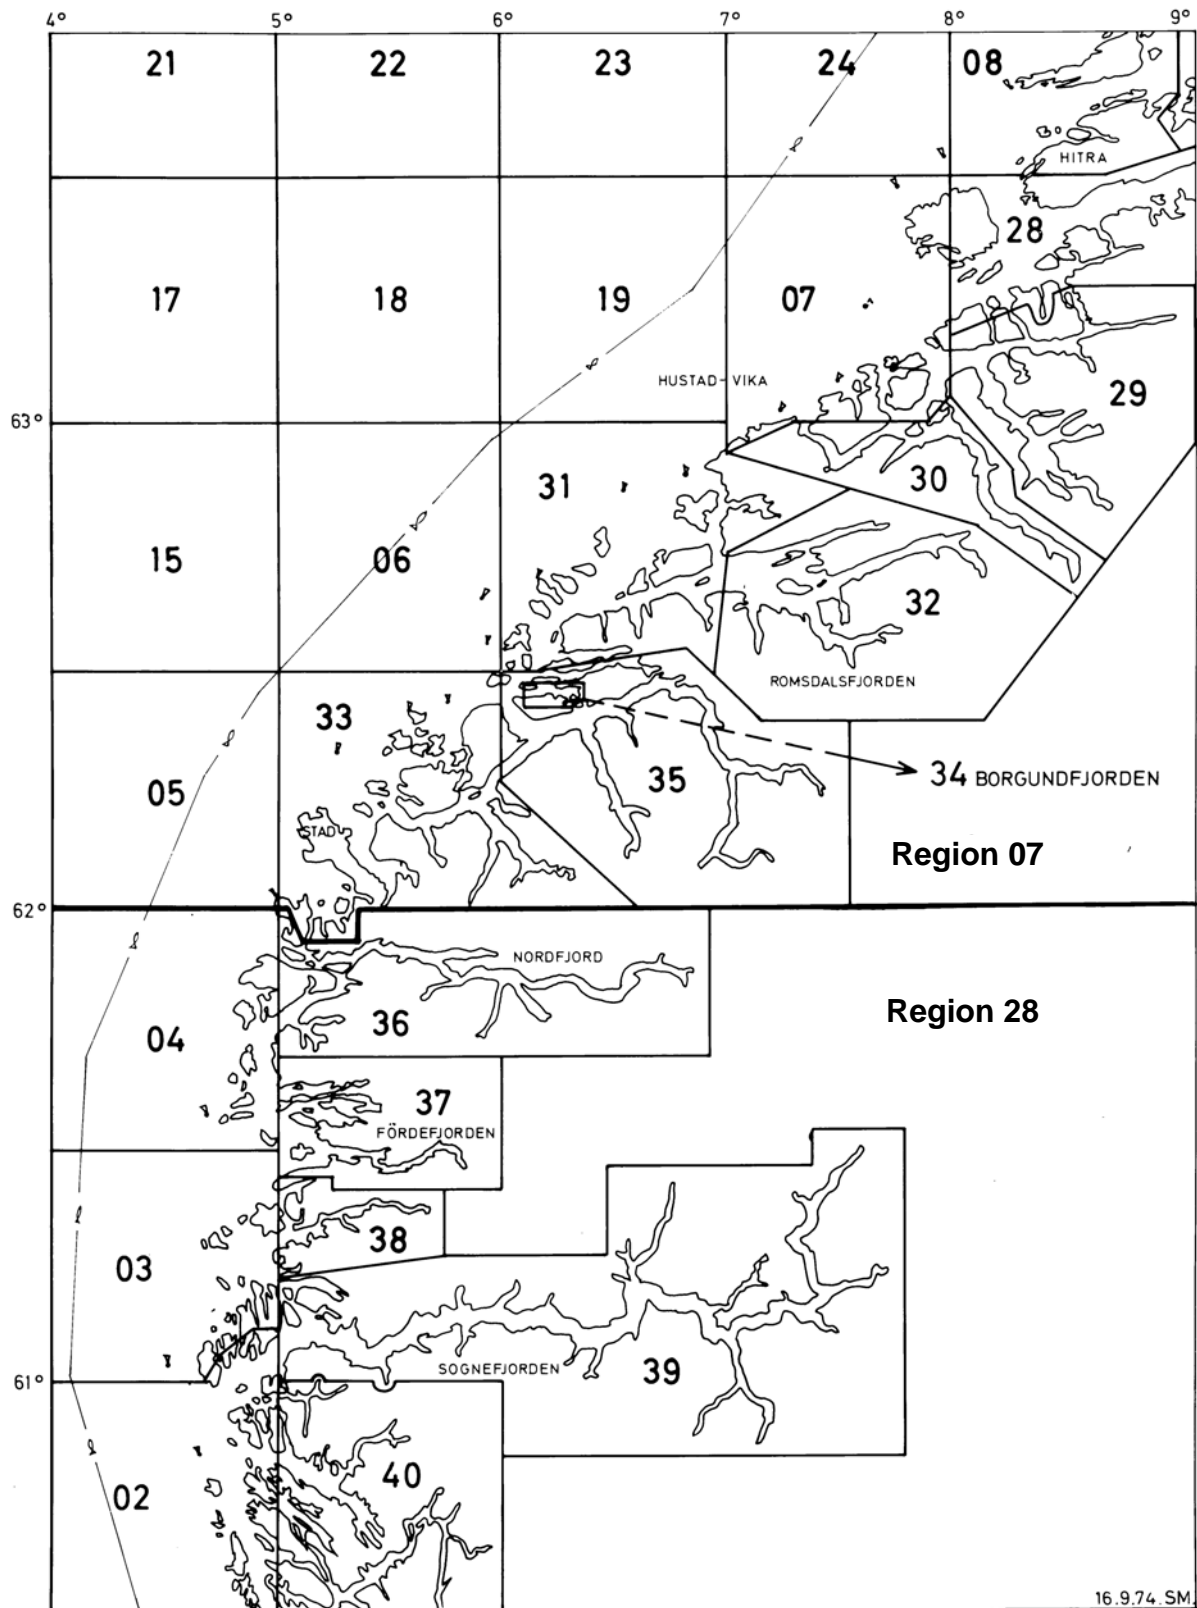 4° 5° 6° 7° 8° 9°
21 22 23 24 08
HITRA
28
17 18 19 07
HUSTAD-VIKA
29
63°
31 30
15 06
32
ROMSDALSFJORDEN
33
05 35 34 BORGUNDFJORDEN
STAD
Region 07
62°
NORDFJORD
04 36 Region 28
37
FÖRDEFJORDEN
38
03
SOGNEFJORDEN 39
61°
40
02
16.9.74.SM.